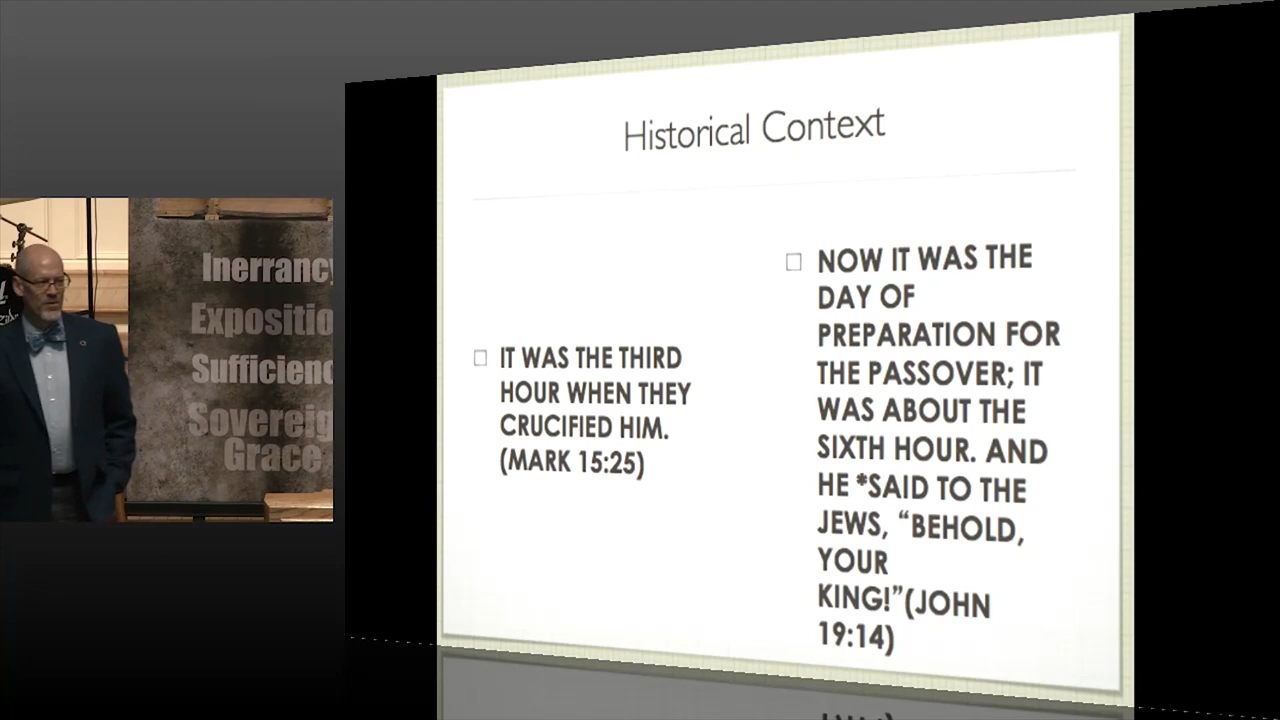 Historical Context
IT WAS THE THIRD
HOUR WHEN THEY
CRUCIFIED HIM.
(MARK 15:25)
NOW IT WAS THE
DAY OF
PREPARATION FOR
THE PASSOVER; IT
WAS ABOUT THE
SIXTH HOUR. AND
HE *SAID TO THE
JEWS, “BEHOLD,
YOUR
KING!”(JOHN
19:14)
Inerrancy
Expositio
Sufficienc
Sovereig
Grace